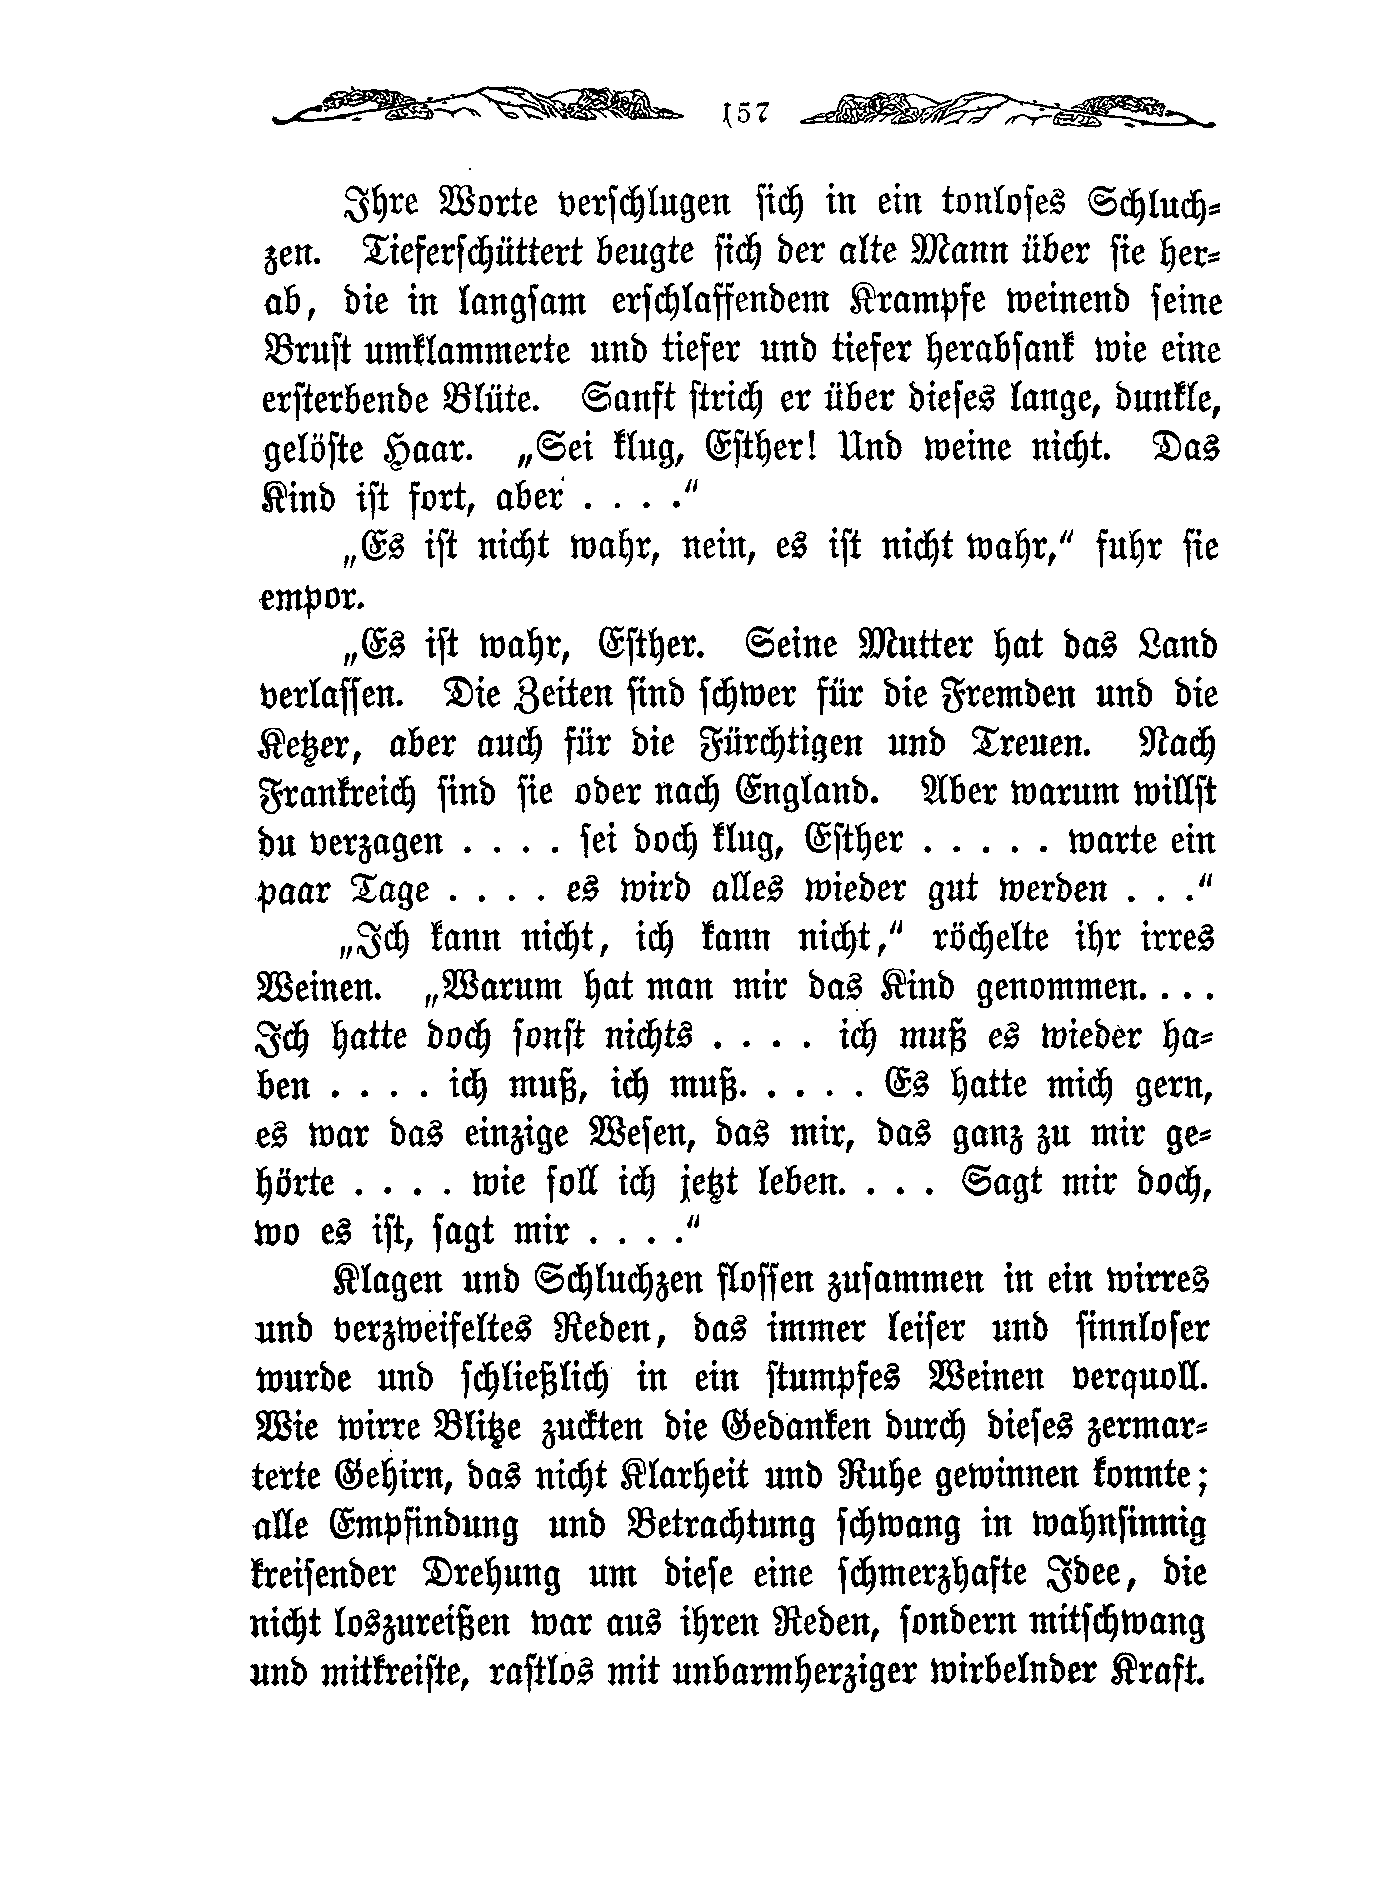 157
Ihre Worte verschlugen sich in ein tonloses Schluch-
zen. Tieferschüttert beugte sich der alte Mann über sie her-
ab, die in langsam erschlaffendem Krampfe weinend seine
Brust umklammerte und tiefer und tiefer herabsank wie eine
ersterbende Blüte. Sanft strich er über dieses lange, dunkle,
gelöste Haar. „Sei klug, Esther! Und weine nicht. Das
Kind ist fort, aber . . . .“
„Es ist nicht wahr, nein, es ist nicht wahr,“ fuhr sie
empor.
„Es ist wahr, Esther. Seine Mutter hat das Land
verlassen. Die Zeiten sind schwer für die Fremden und die
Ketzer, aber auch für die Fürchtigen und Treuen. Nach
Frankreich sind sie oder nach England. Aber warum willst
du verzagen . . . . sei doch klug, Esther . . . . . warte ein
paar Tage . . . . es wird alles wieder gut werden . . .“
„Ich kann nicht, ich kann nicht,“ röchelte ihr irres
Weinen. „Warum hat man mir das Kind genommen. . . .
Ich hatte doch sonst nichts . . . . ich muß es wieder ha-
ben . . . . ich muß, ich muß. . . . . Es hatte mich gern,
es war das einzige Wesen, das mir, das ganz zu mir ge-
hörte . . . . wie soll ich jetzt leben. . . . Sagt mir doch,
wo es ist, sagt mir . . . .“
Klagen und Schluchzen flossen zusammen in ein wirres
und verzweifeltes Reden, das immer leiser und sinnloser
wurde und schließlich in ein stumpfes Weinen verquoll.
Wie wirre Blitze zuckten die Gedanken durch dieses zermar-
terte Gehirn, das nicht Klarheit und Ruhe gewinnen konnte;
alle Empfindung und Betrachtung schwang in wahnsinnig
kreisender Drehung um diese eine schmerzhafte Idee, die
nicht loszureißen war aus ihren Reden, sondern mitschwang
und mitkreiste, rastlos mit unbarmherziger wirbelnder Kraft.